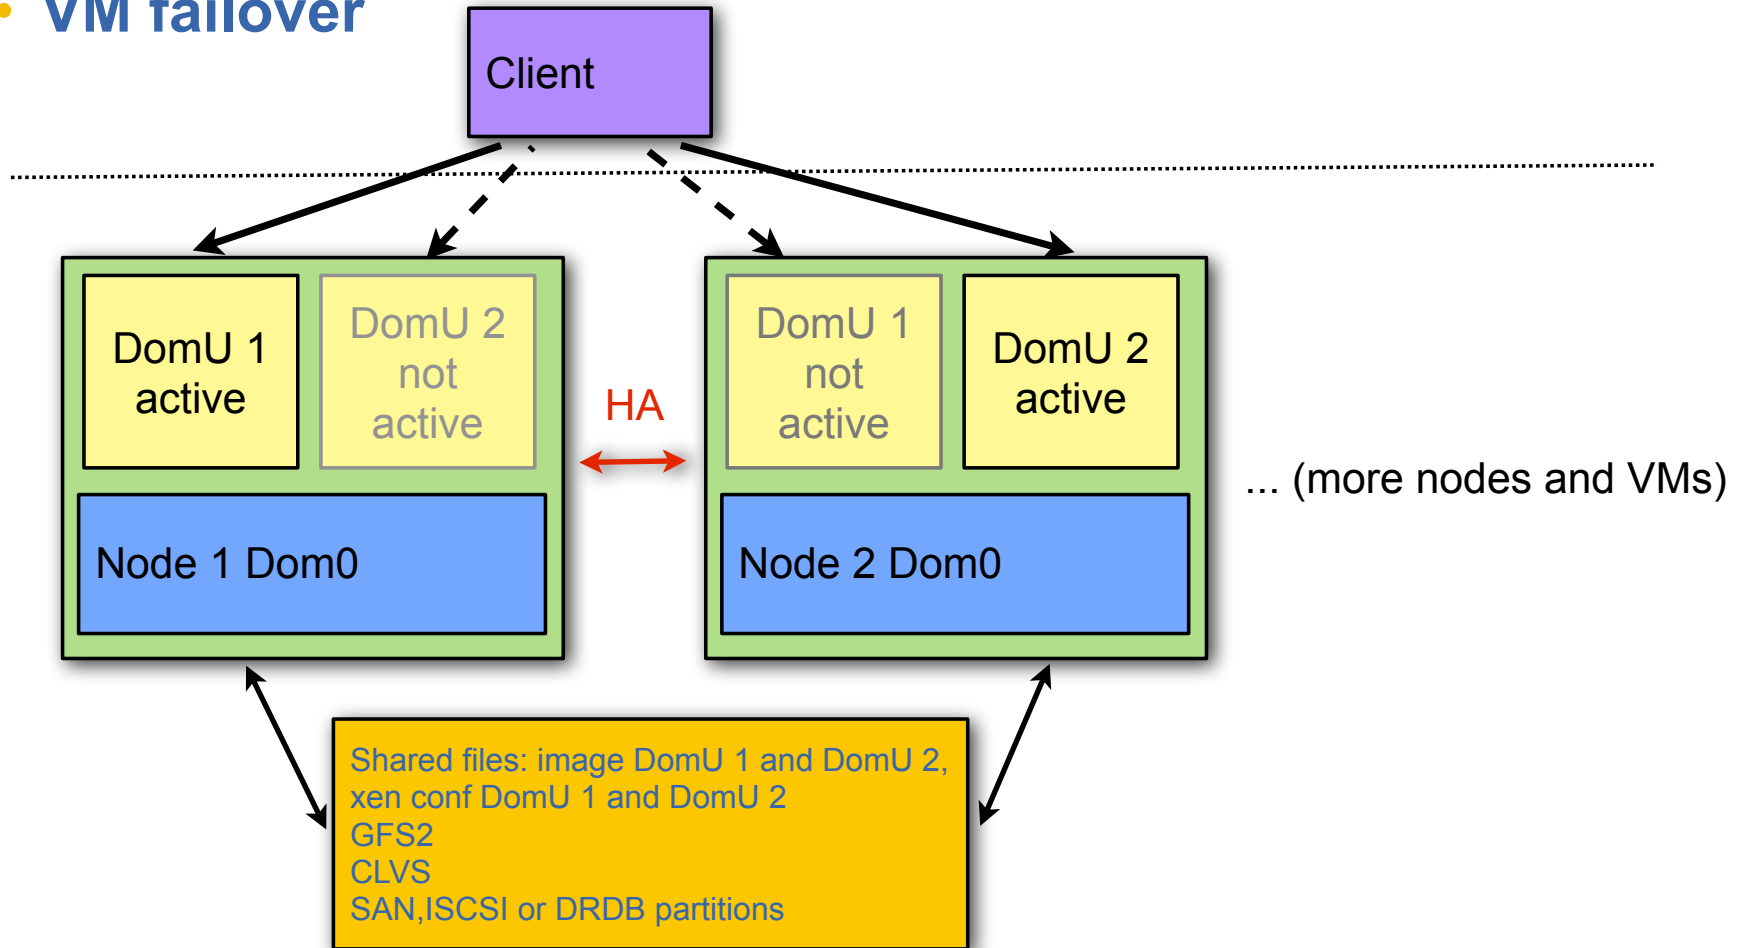 • VM failover
Client
DomU 1
active
DomU 2
not
active
HA
DomU 1
not
active
DomU 2
active
... (more nodes and VMs)
Node 1 Dom0
Node 2 Dom0
Shared files: image DomU 1 and DomU 2,
xen conf DomU 1 and DomU 2
GFS2
CLVS
SAN,ISCSI or DRDB partitions